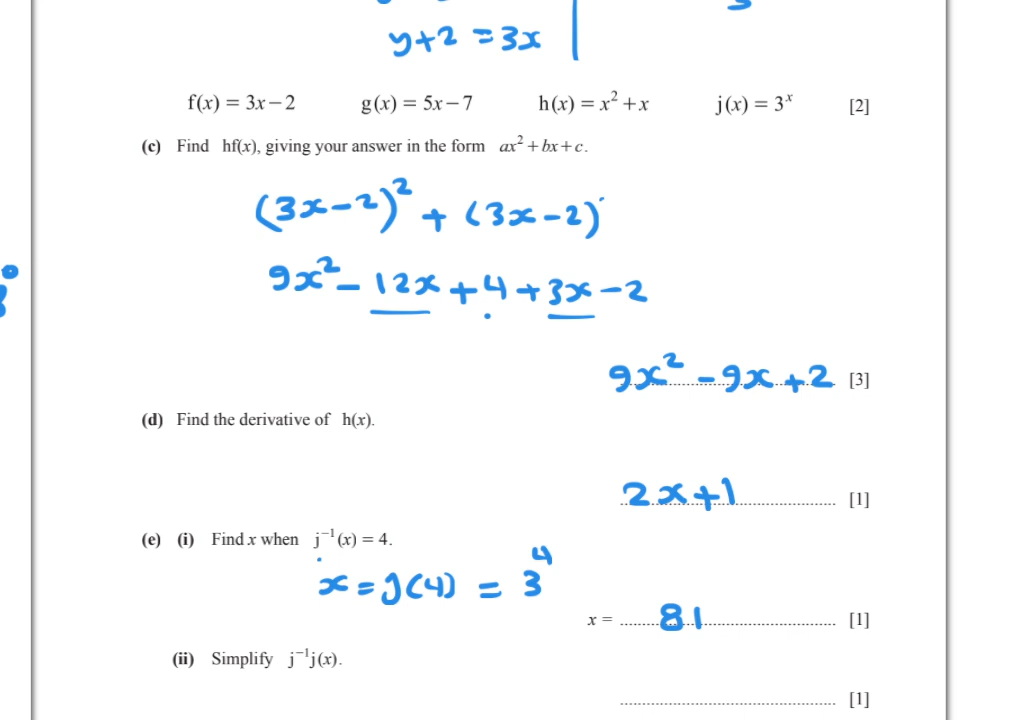 y+2 = 3x
f(x) = 3x − 2 g(x) = 5x − 7 h(x) = x² + x j(x) = 3ˣ [2]
(c) Find hf(x), giving your answer in the form ax² + bx + c.
(3x−2)² + (3x−2)
9x² − 12x + 4 + 3x − 2
9x² − 9x + 2 [3]
(d) Find the derivative of h(x).
2x+1 [1]
(e) (i) Find x when j⁻¹(x) = 4.
x = j(4) = 3⁴
x = 81 [1]
(ii) Simplify j⁻¹j(x).
[1]